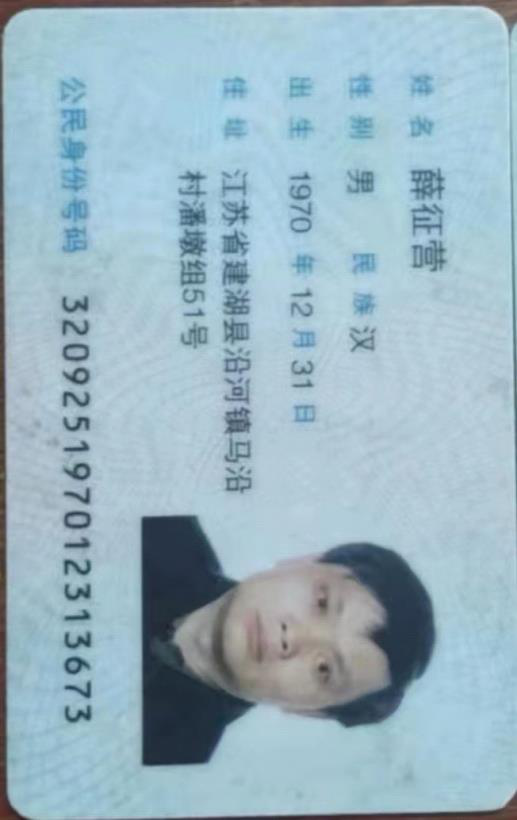 姓名 薛征营
性别 男 民族 汉
出生 1970 年 12 月 31 日
住址 江苏省建湖县沿河镇马沿
村潘墩组51号
公民身份号码 320925197012313673